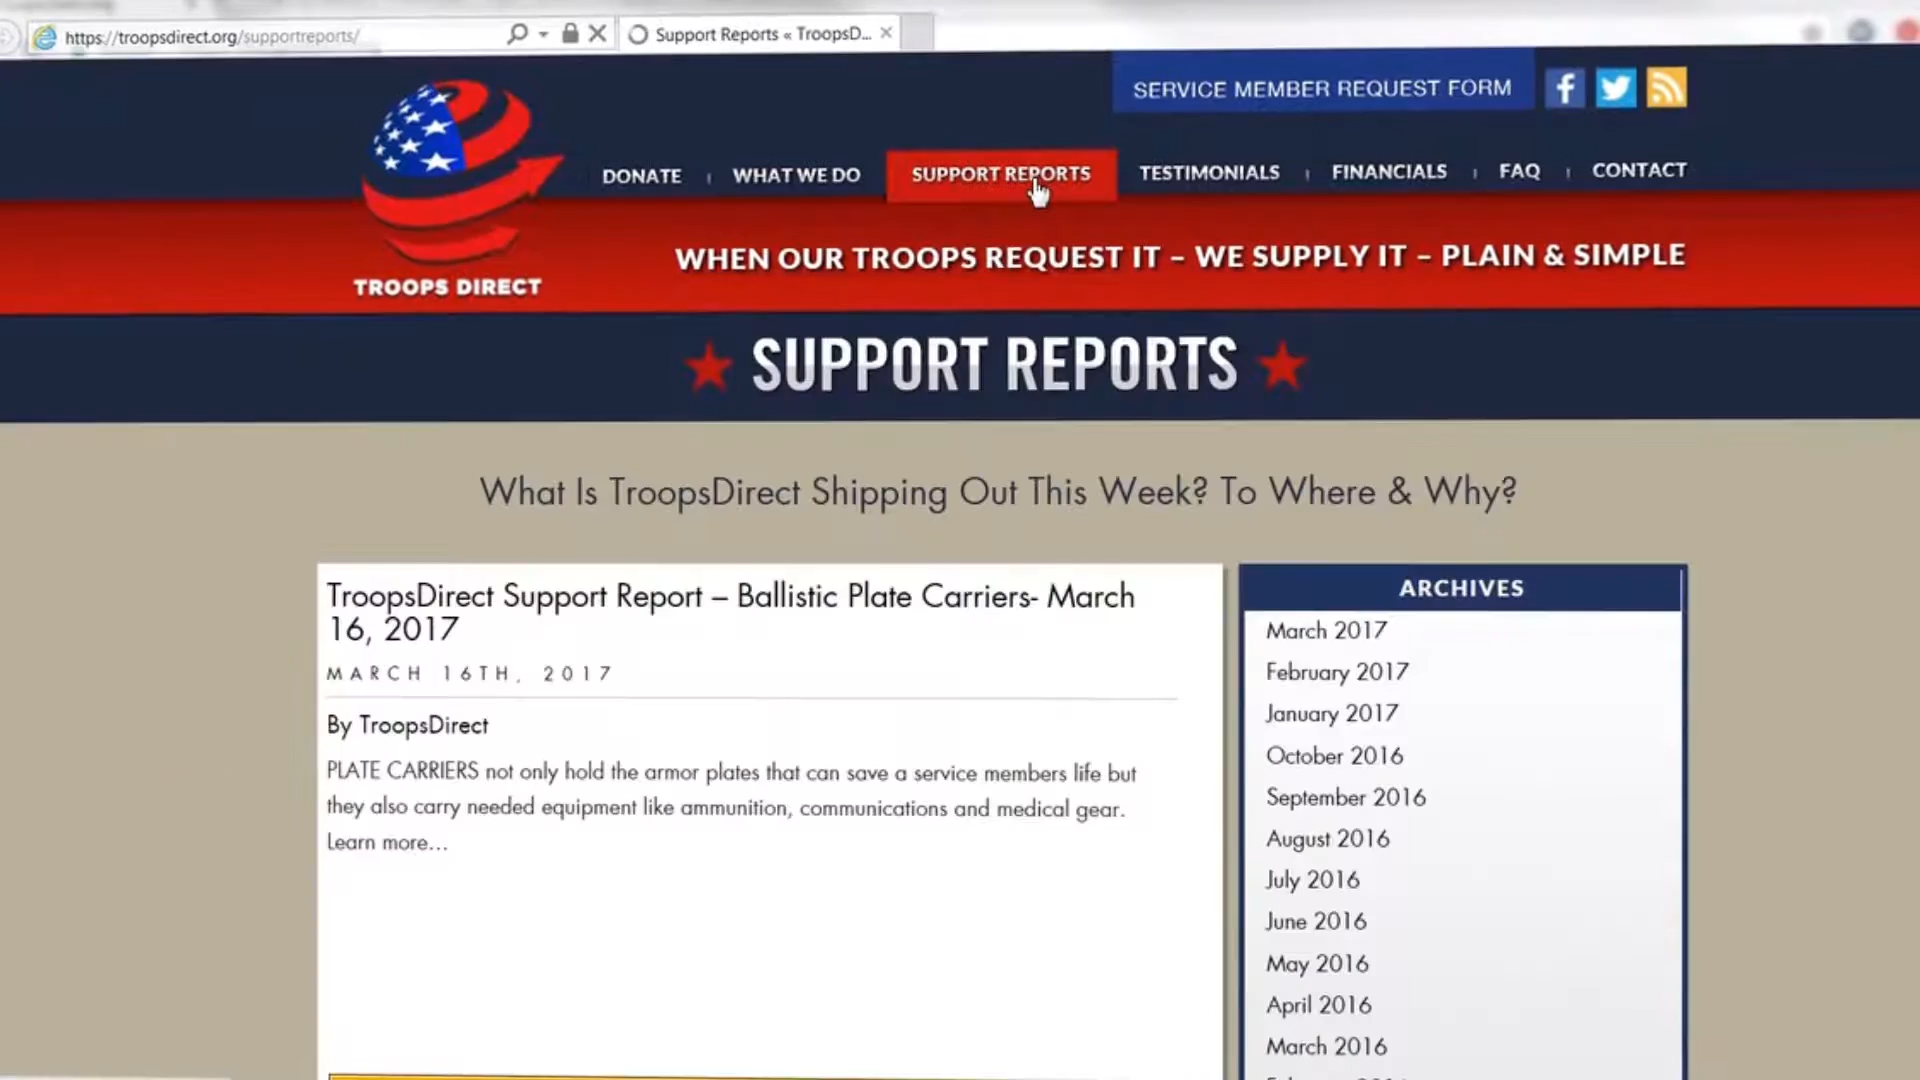 https://troopsdirect.org/supportreports/
Support Reports « TroopsD...
SERVICE MEMBER REQUEST FORM
DONATE
WHAT WE DO
SUPPORT REPORTS
TESTIMONIALS
FINANCIALS
FAQ
CONTACT
TROOPS DIRECT
WHEN OUR TROOPS REQUEST IT – WE SUPPLY IT – PLAIN & SIMPLE
SUPPORT REPORTS
What Is TroopsDirect Shipping Out This Week? To Where & Why?
TroopsDirect Support Report – Ballistic Plate Carriers- March
16, 2017
MARCH 16TH, 2017
By TroopsDirect
PLATE CARRIERS not only hold the armor plates that can save a service members life but
they also carry needed equipment like ammunition, communications and medical gear.
Learn more...
ARCHIVES
March 2017
February 2017
January 2017
October 2016
September 2016
August 2016
July 2016
June 2016
May 2016
April 2016
March 2016